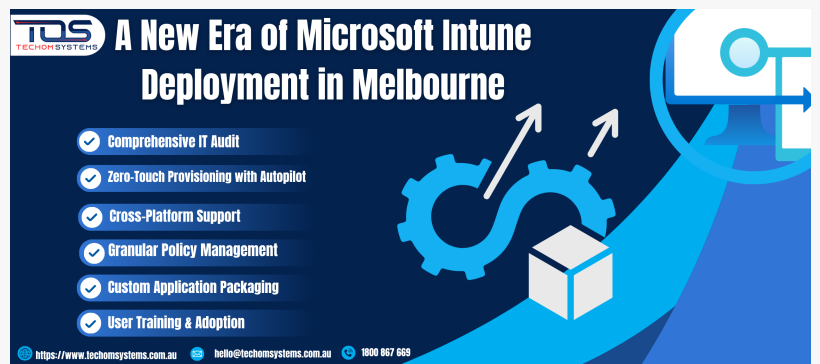 TOS
TECHOM SYSTEMS
A New Era of Microsoft Intune
Deployment in Melbourne
Comprehensive IT Audit
Zero-Touch Provisioning with Autopilot
Cross-Platform Support
Granular Policy Management
Custom Application Packaging
User Training & Adoption
https://www.techomsystems.com.au
hello@techomsystems.com.au
1800 867 669